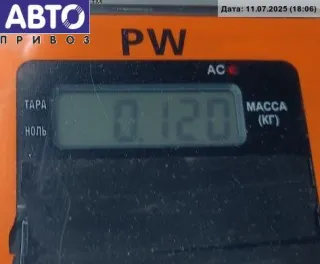 АВТО
ПРИВОЗ
Дата: 11.07.2025 (18:06)
PW
AC
ТАРА
НОЛЬ
0.120
МАССА
(КГ)